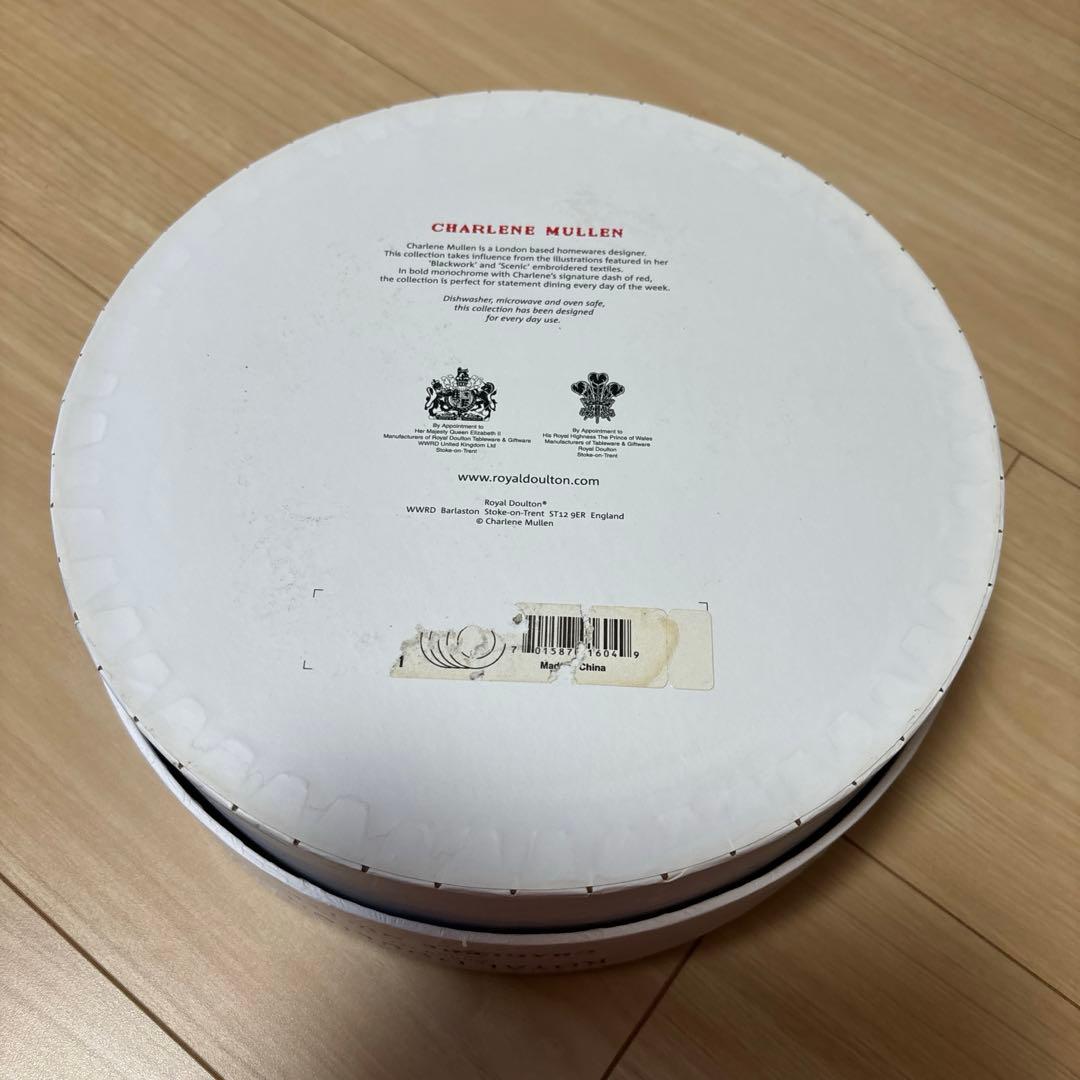 CHARLENE MULLEN
Charlene Mullen is a London based homewares designer.
This collection takes influence from the illustrations featured in her
'Blackwork' and 'Scenic' embroidered textiles.
In bold monochrome with Charlene's signature dash of red,
the collection is perfect for statement dining every day of the week.
Dishwasher, microwave and oven safe,
this collection has been designed
for every day use.
By Appointment to
Her Majesty Queen Elizabeth II
Manufacturers of Royal Doulton Tableware & Giftware
WWRD United Kingdom Ltd
Stoke-on-Trent
By Appointment to
His Royal Highness The Prince of Wales
Manufacturers of Tableware & Giftware
Royal Doulton
Stoke-on-Trent
www.royaldoulton.com
Royal Doulton®
WWRD Barlaston Stoke-on-Trent ST12 9ER England
© Charlene Mullen
1
7 01587 1604 9
Mad China